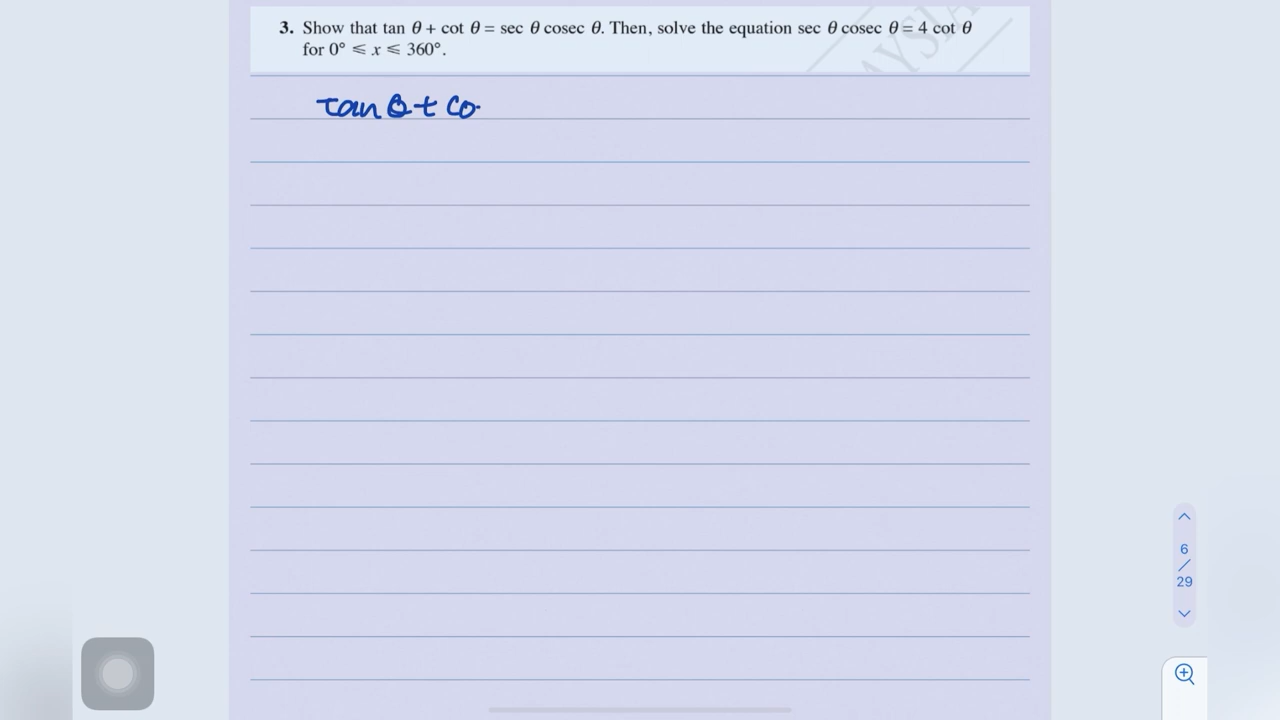 3. Show that tan θ + cot θ = sec θ cosec θ. Then, solve the equation sec θ cosec θ = 4 cot θ
for 0° ⩽ x ⩽ 360°.
tan θ + co
6
/
29